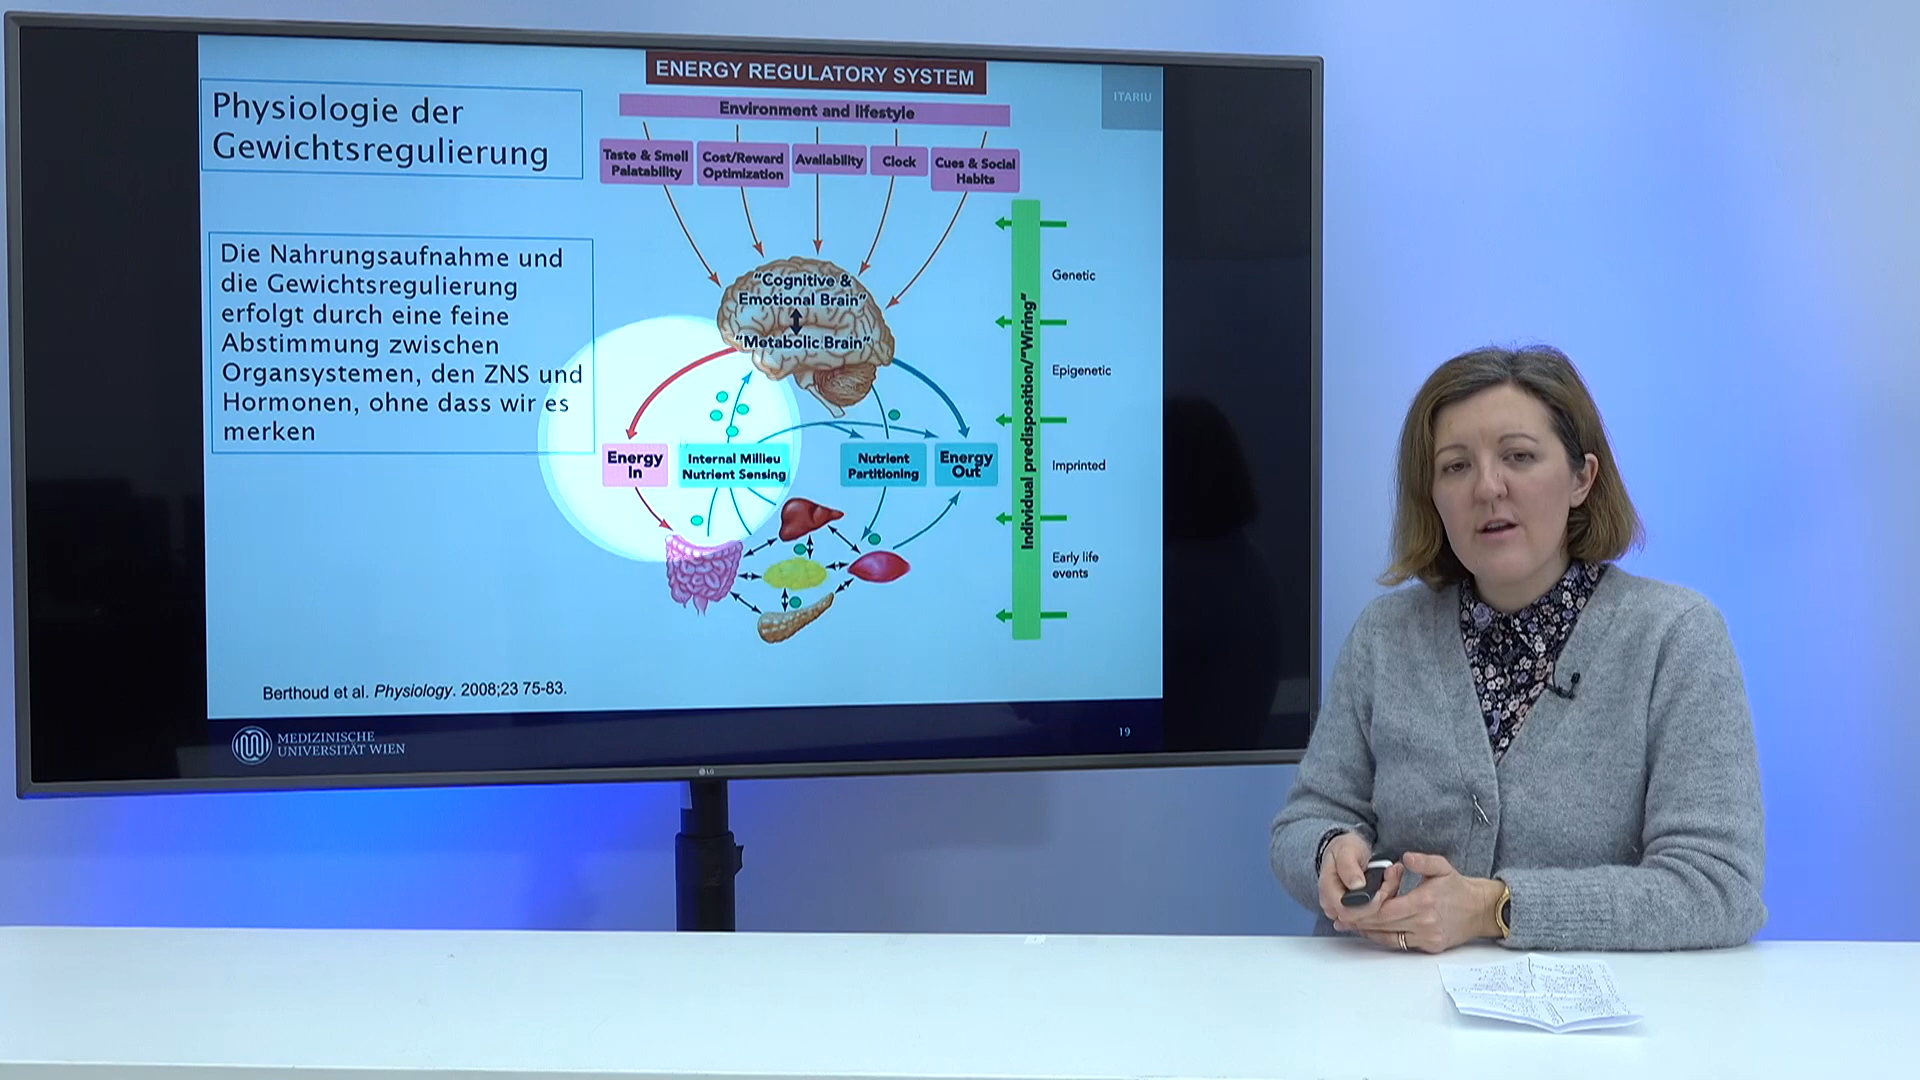 ENERGY REGULATORY SYSTEM
ITARIU
Physiologie der
Gewichtsregulierung
Environment and lifestyle
Taste & Smell
Palatability
Cost/Reward
Optimization
Availability
Clock
Cues & Social
Habits
Die Nahrungsaufnahme und
die Gewichtsregulierung
erfolgt durch eine feine
Abstimmung zwischen
Organsystemen, den ZNS und
Hormonen, ohne dass wir es
merken
"Cognitive &
Emotional Brain"
"Metabolic Brain"
Energy
In
Internal Millieu
Nutrient Sensing
Nutrient
Partitioning
Energy
Out
Individual predisposition/"Wiring"
Genetic
Epigenetic
Imprinted
Early life
events
Berthoud et al. Physiology. 2008;23 75-83.
MEDIZINISCHE
UNIVERSITÄT WIEN
19
LG